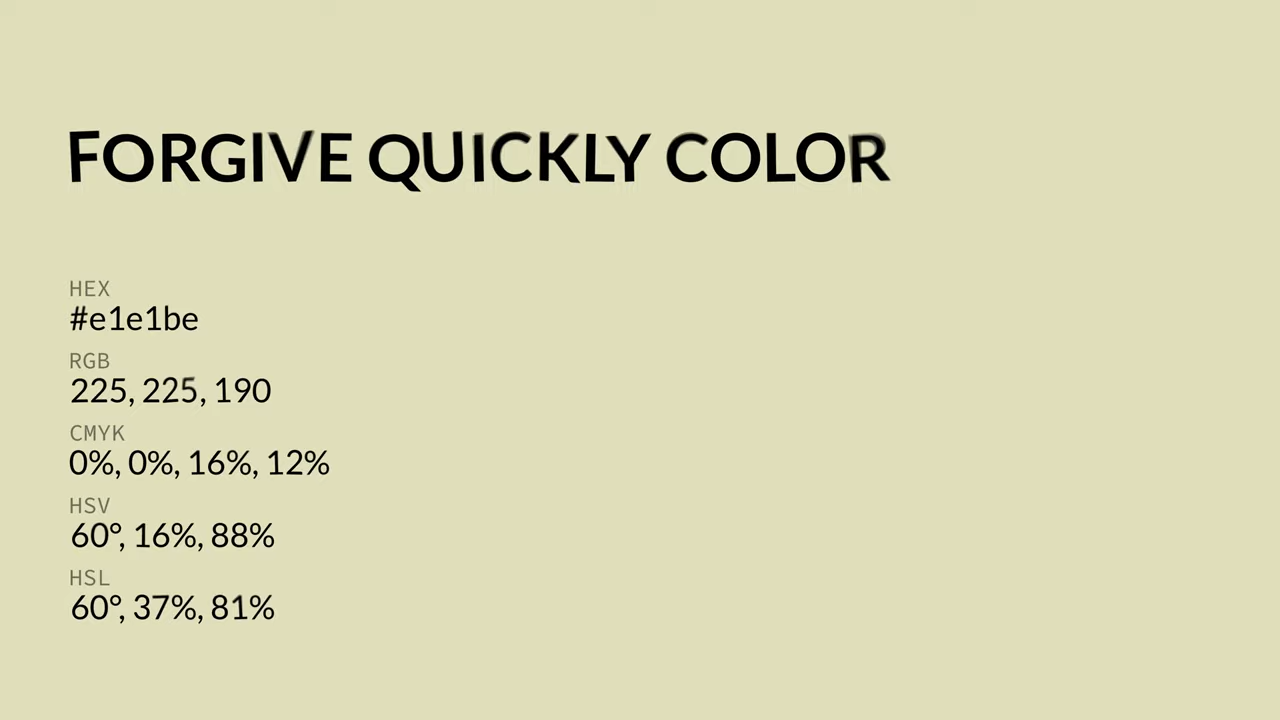 FORGIVE QUICKLY COLOR
HEX
#e1e1be
RGB
225, 225, 190
CMYK
0%, 0%, 16%, 12%
HSV
60°, 16%, 88%
HSL
60°, 37%, 81%